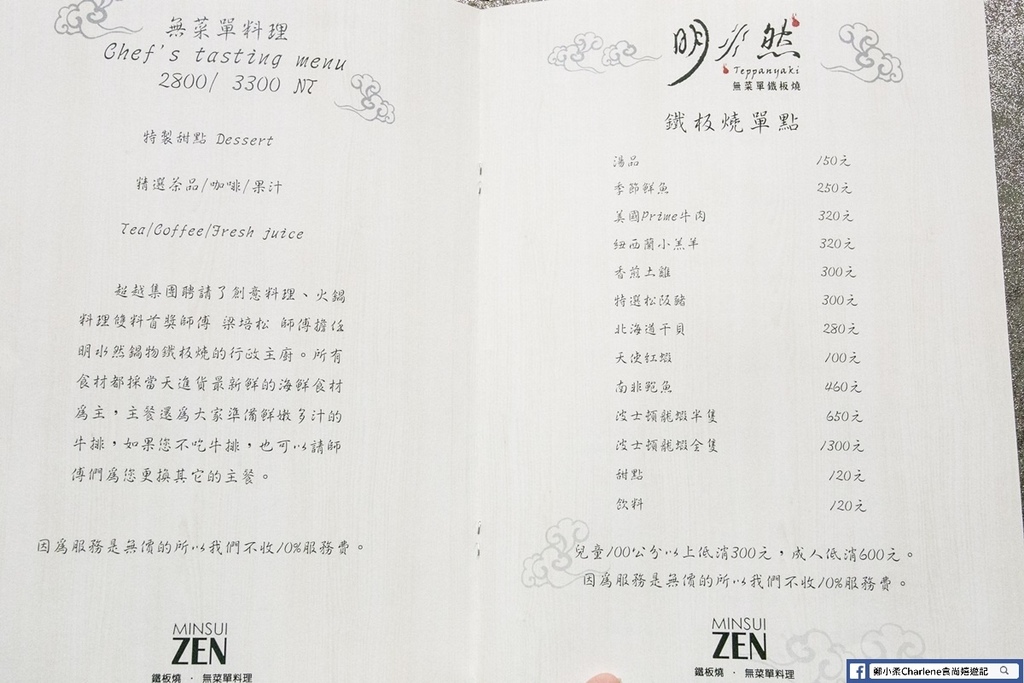 無菜單料理
Chef's tasting menu
2800/ 3300 NT
特製甜點 Dessert
精選茶品/咖啡/果汁
Tea/Coffee/Fresh juice
超越集團聘請了創意料理、火鍋
料理雙料首獎師傅 梁培松 師傅擔任
明水然鍋物鐵板燒的行政主廚。所有
食材都採當天進貨最新鮮的海鮮食材
為主，主餐還為大家準備鮮嫩多汁的
牛排，如果您不吃牛排，也可以請師
傅們為您更換其它的主餐。
因為服務是無價的所以我們不收10%服務費。
MINSUI
ZEN
鐵板燒 · 無菜單料理
明水然
Teppanyaki
無菜單鐵板燒
鐵板燒單點
湯品 150元
季節鮮魚 250元
美國Prime牛肉 320元
紐西蘭小羔羊 320元
香煎土雞 300元
特選松阪豬 300元
北海道干貝 280元
天使紅蝦 100元
南非鮑魚 460元
波士頓龍蝦半隻 650元
波士頓龍蝦全隻 1300元
甜點 120元
飲料 120元
兒童100公分以上低消300元，成人低消600元。
因為服務是無價的所以我們不收10%服務費。
MINSUI
ZEN
鐵板燒 · 無菜單料理
鄭小柔Charlene食尚嬉遊記